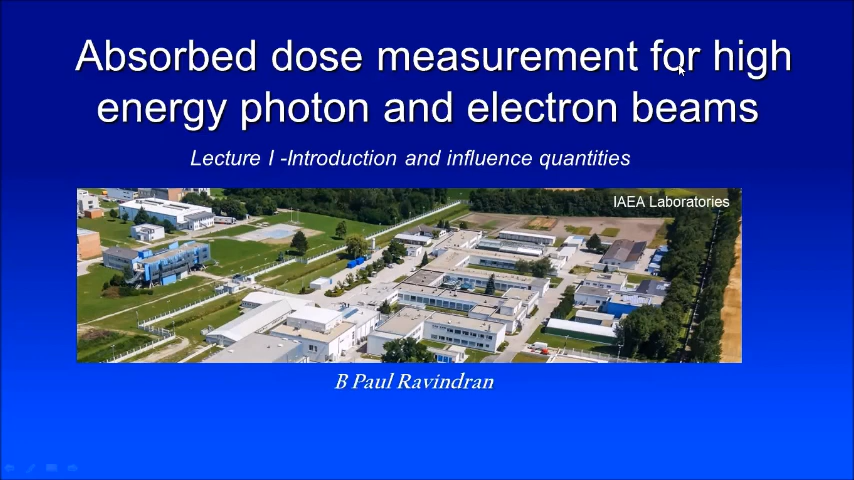 Absorbed dose measurement for high
energy photon and electron beams
Lecture I -Introduction and influence quantities
IAEA Laboratories
B Paul Ravindran